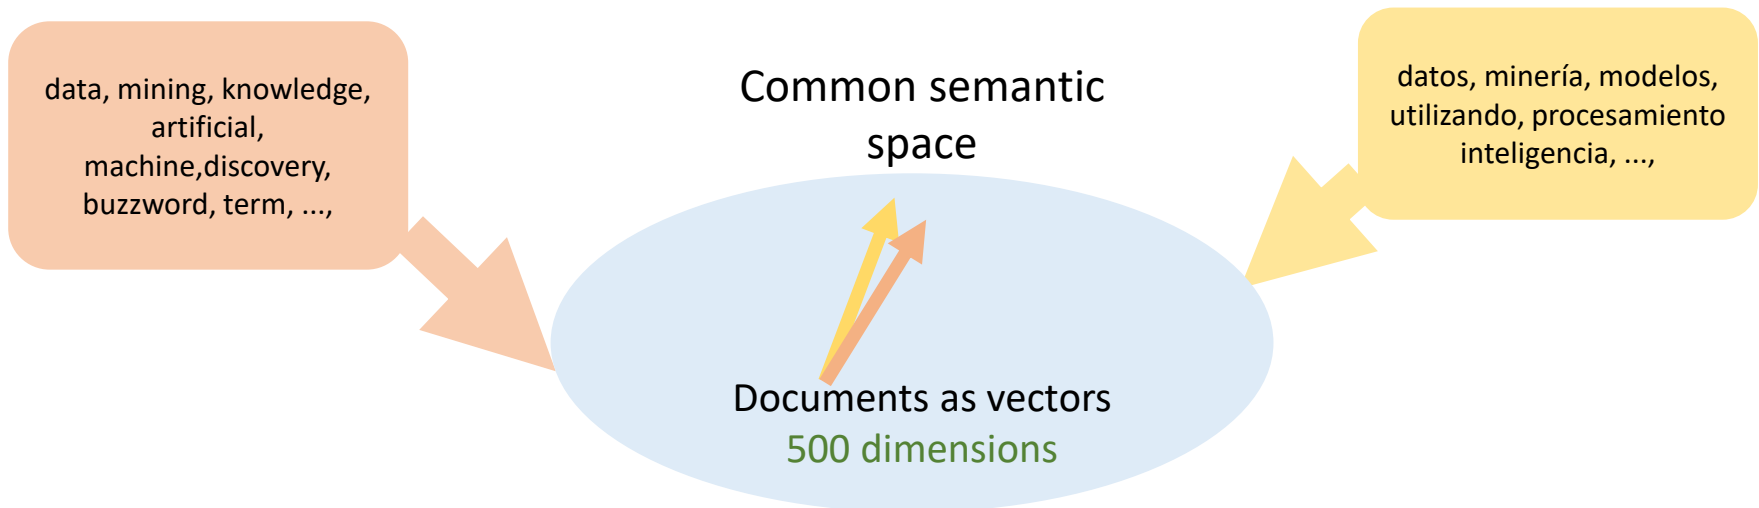 data, mining, knowledge,
artificial,
machine,discovery,
buzzword, term, ...,
Common semantic
space
datos, minería, modelos,
utilizando, procesamiento
inteligencia, ...,
Documents as vectors
500 dimensions